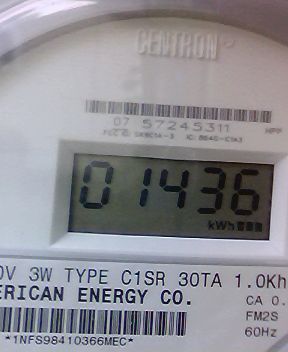 CENTRON
07 57245311
HPP
01436
kWh
0V 3W TYPE C1SR 30TA 1.0Kh
ERICAN ENERGY CO.
CA 0.
FM2S
60Hz
*1NFS98410366MEC*